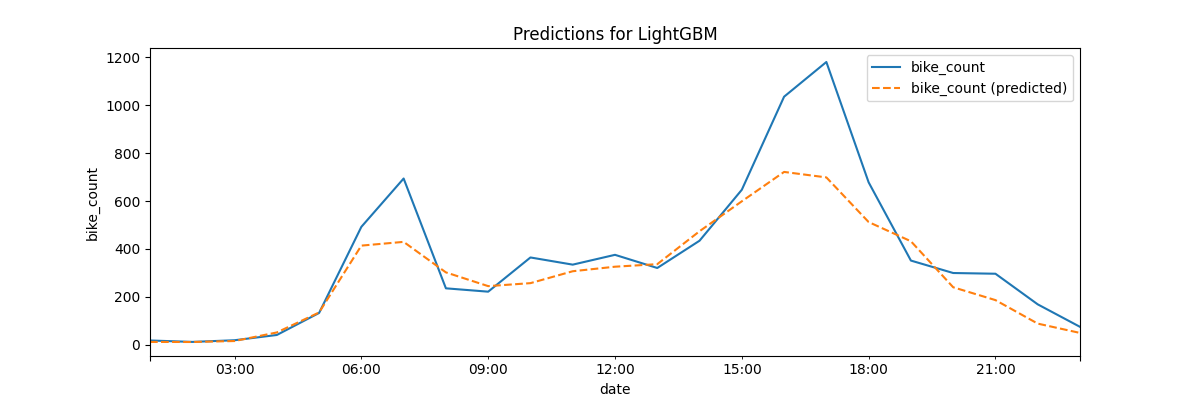 Predictions for LightGBM
bike_count
bike_count (predicted)
1200
1000
800
600
400
200
0
bike_count
03:00 06:00 09:00 12:00 15:00 18:00 21:00
date